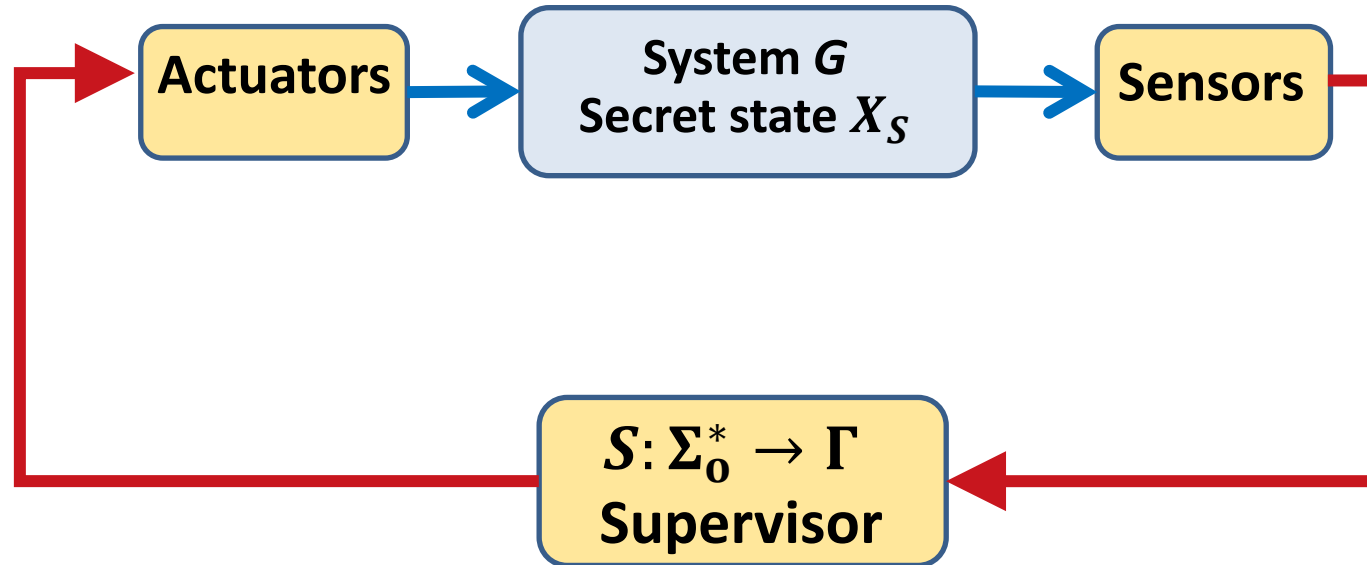 Actuators
System G
Secret state X_S
Sensors
S: Σ_o^* → Γ
Supervisor